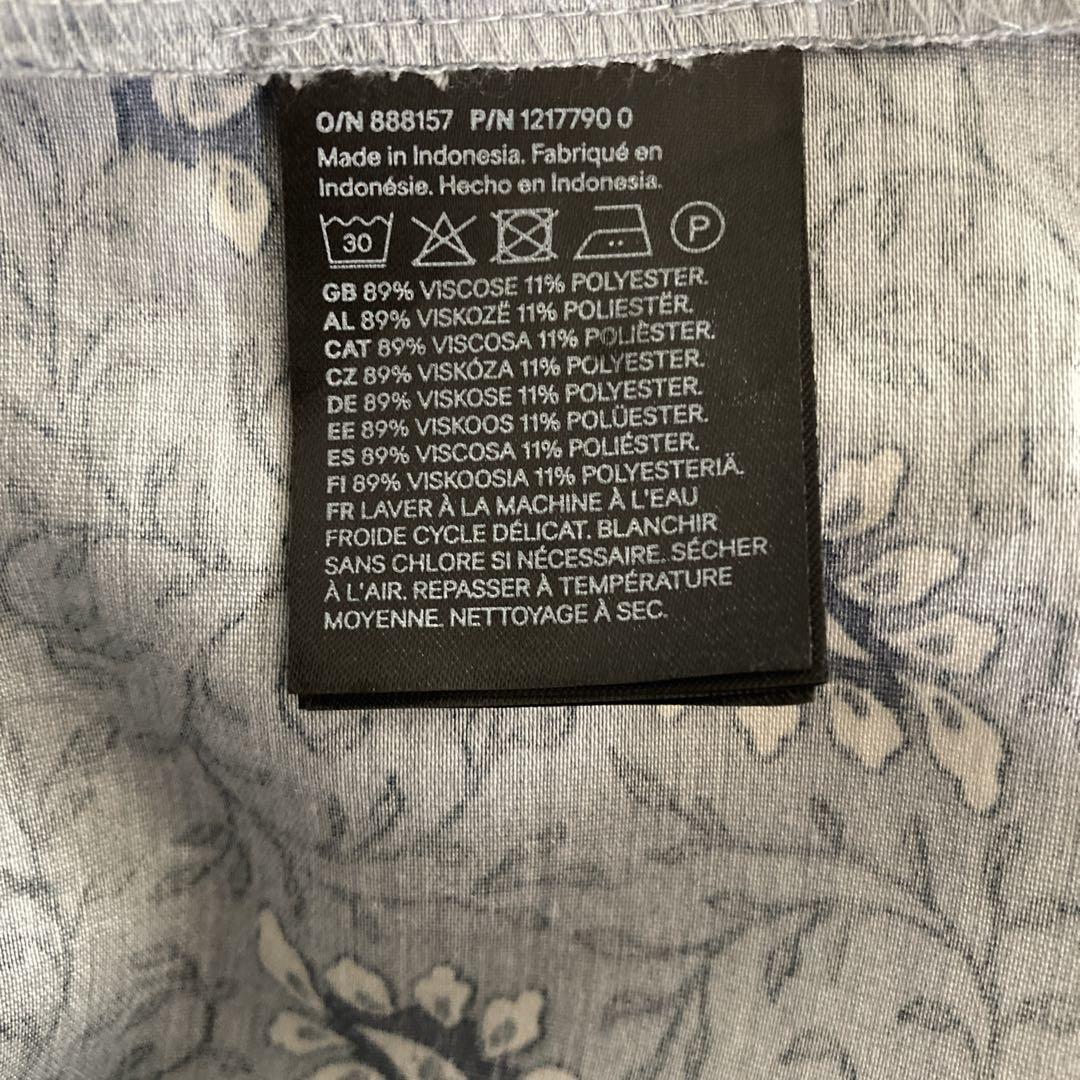 O/N 888157 P/N 1217790 0
Made in Indonesia. Fabriqué en
Indonésie. Hecho en Indonesia.
30 P
GB 89% VISCOSE 11% POLYESTER.
AL 89% VISKOZË 11% POLIESTËR.
CAT 89% VISCOSA 11% POLIÈSTER.
CZ 89% VISKÓZA 11% POLYESTER.
DE 89% VISKOSE 11% POLYESTER.
EE 89% VISKOOS 11% POLÜESTER.
ES 89% VISCOSA 11% POLIÉSTER.
FI 89% VISKOOSIA 11% POLYESTERIÄ.
FR LAVER À LA MACHINE À L'EAU
FROIDE CYCLE DÉLICAT. BLANCHIR
SANS CHLORE SI NÉCESSAIRE. SÉCHER
À L'AIR. REPASSER À TEMPÉRATURE
MOYENNE. NETTOYAGE À SEC.